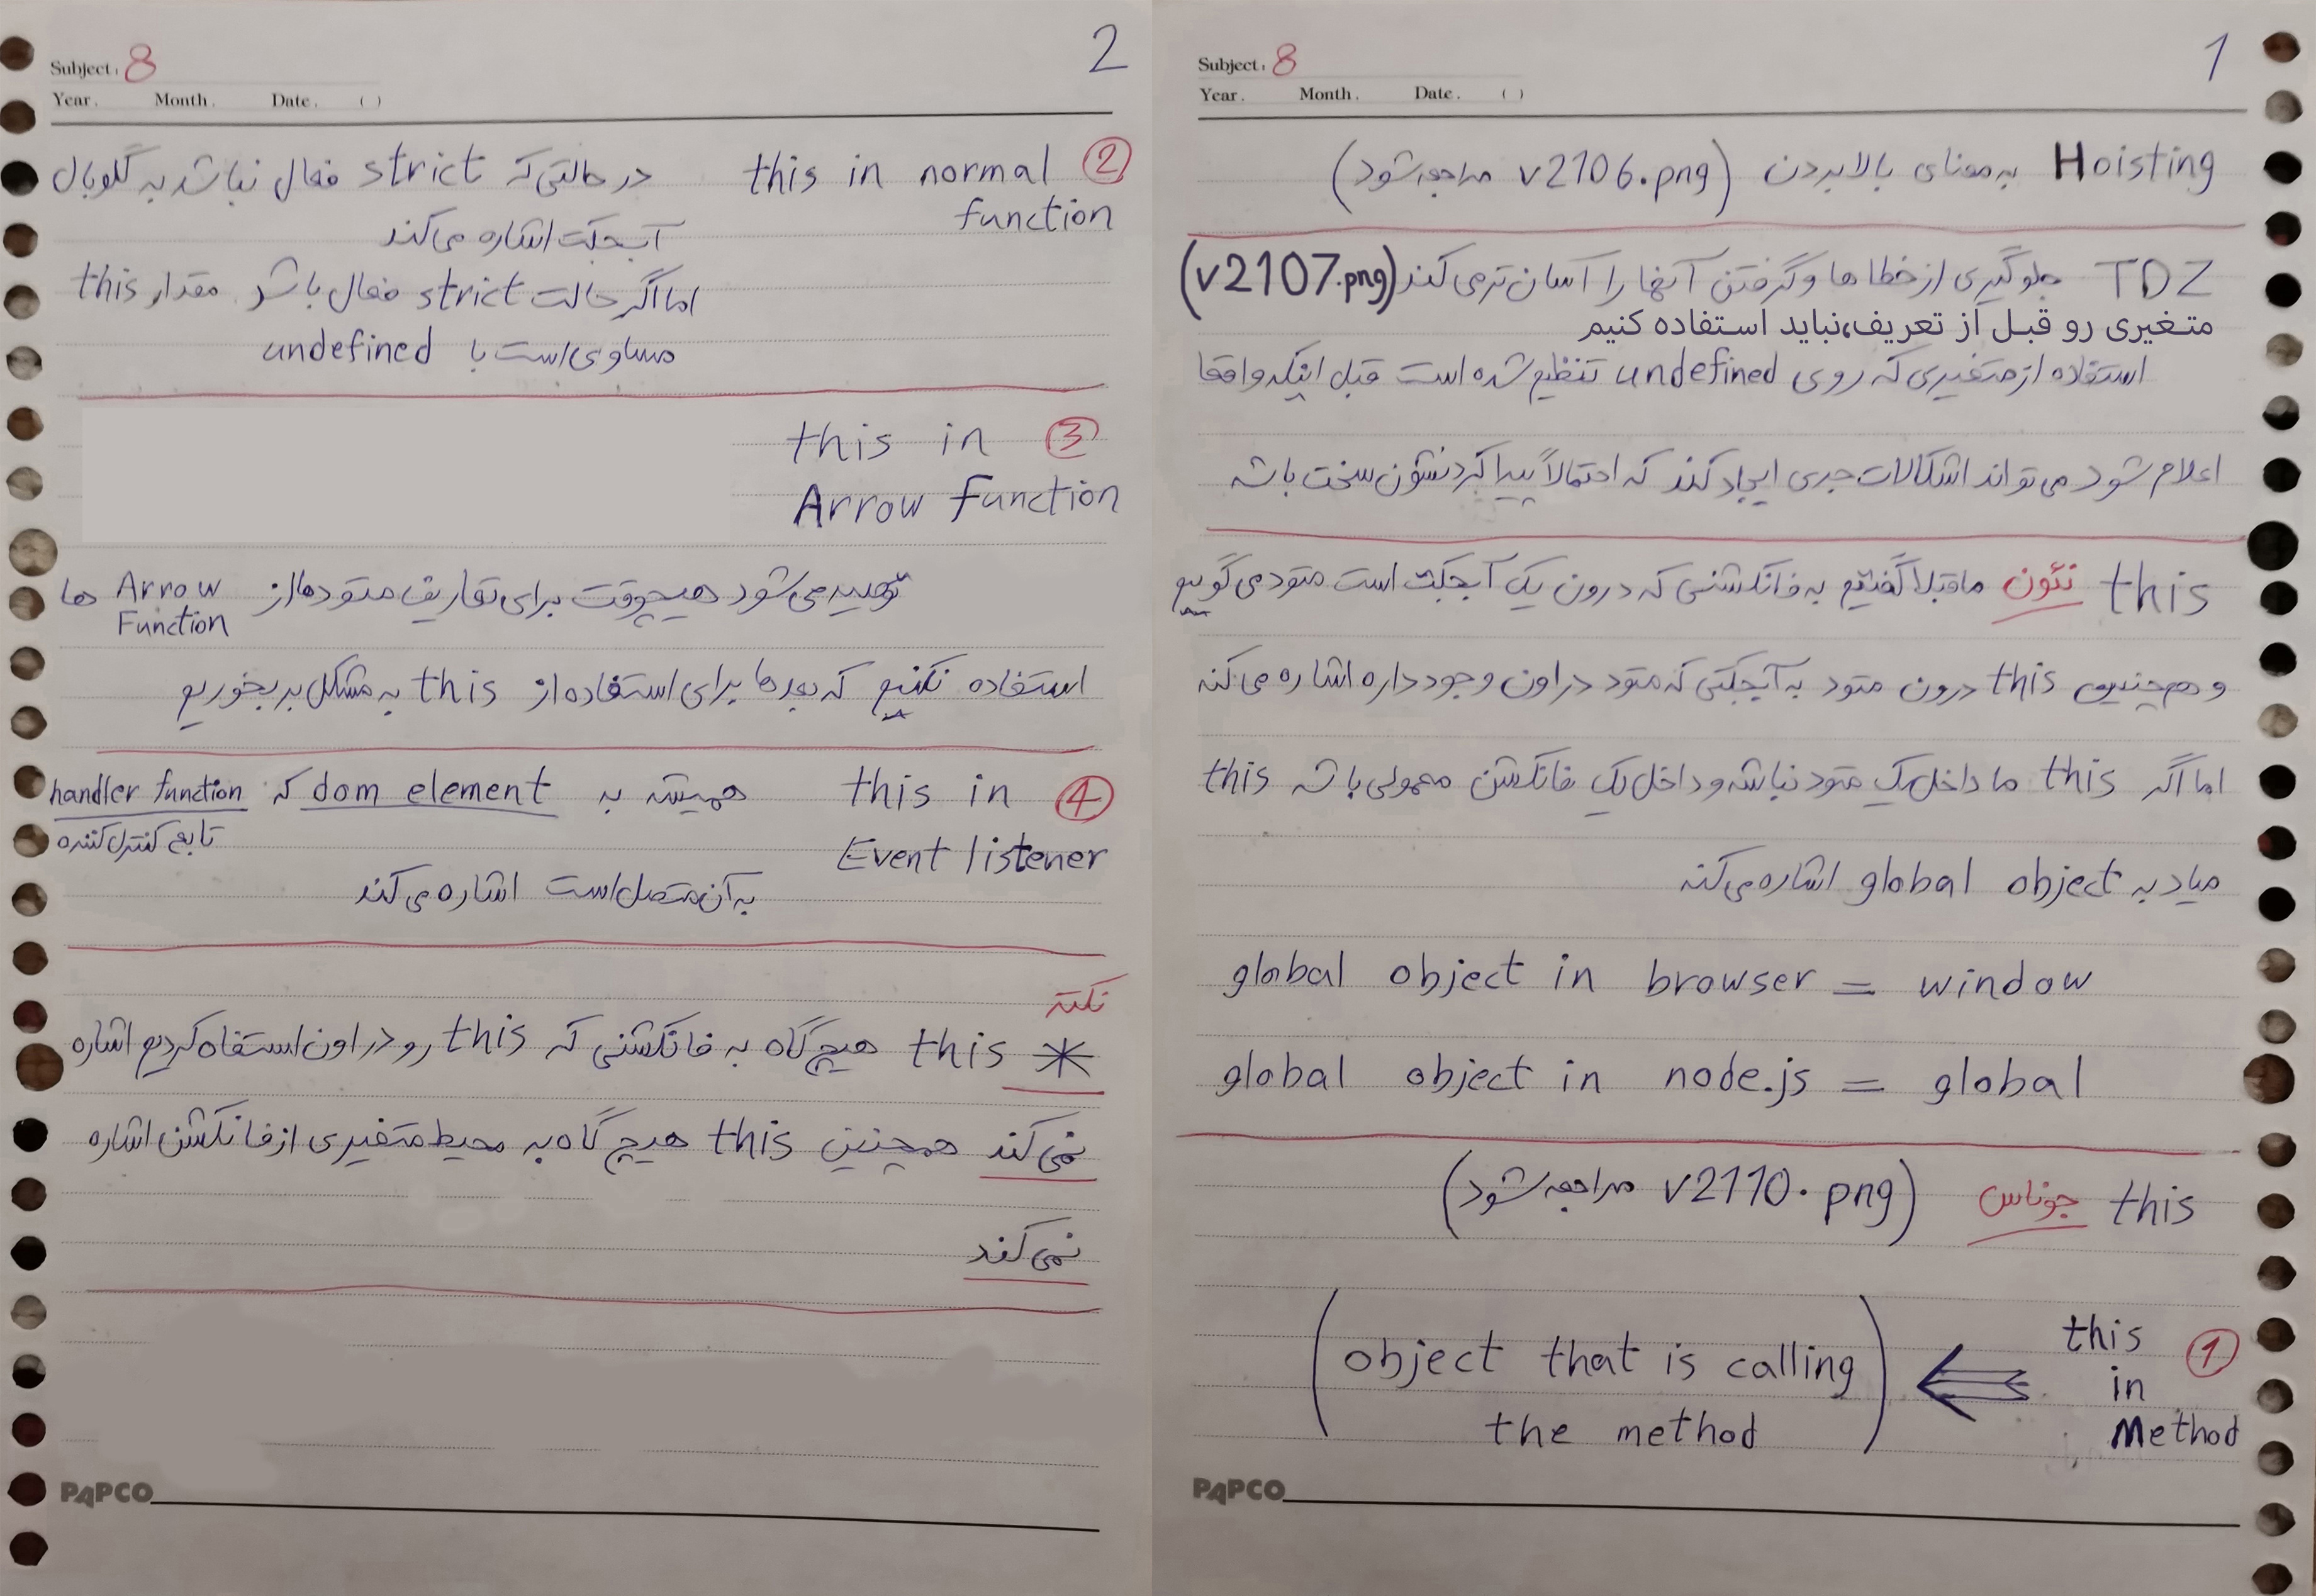 1
Subject: 8
Year. Month. Date. ( )
Hoisting به معنای بالا بردن (v2106.png مراجعه شود)
TDZ جلوگیری از خطا ها و گرفتن آنها را آسان تر می کند (v2107.png)
متغیری رو قبل از تعریف،نباید استفاده کنیم
استفاده از متغیری که روی undefined تنظیم شده است قبل اینکه واقعا
اعلام شود می تواند اشکالات جدی ایجاد کند که احتمالاً پیدا کردنشون سخت باشه
this نئون ما قبلا گفتیم به فانکشنی که درون یک آبجکت است متود می گوییم
و همچنین this درون متود به آبجکتی که متود در اون وجود داره اشاره می کنه
اما اگر this ما داخل یک متود نباشه و داخل یک فانکشن معمولی باشه this
میاد به global object اشاره می کنه
global object in browser = window
global object in node.js = global
this جوناس (v2110.png مراجعه شود)
① this in Method ⇐ (object that is calling
the method)
PAPCO
2
Subject: 8
Year. Month. Date. ( )
② this in normal در حالتی که strict فعال نباشد به گلوبال
function آبجکت اشاره می کند
اما اگر حالت strict فعال باشد مقدار this
مساوی است با undefined
③ this in
Arrow Function
توصیه می شود هیچوقت برای تعاریف متودها از Arrow Function ها
استفاده نکنیم که بعدها برای استفاده از this به مشکل بر بخوریم
④ this in همیشه به dom element که handler function
Event listener تابع کنترل کننده
به آن متصل است اشاره می کند
نکته
* this هیچ گاه به فانکشنی که this رو در اون استفاه کردیم اشاره
نمی کند همچنین this هیچ گاه به محیط متغیری از فانکشن اشاره
نمی کند
PAPCO